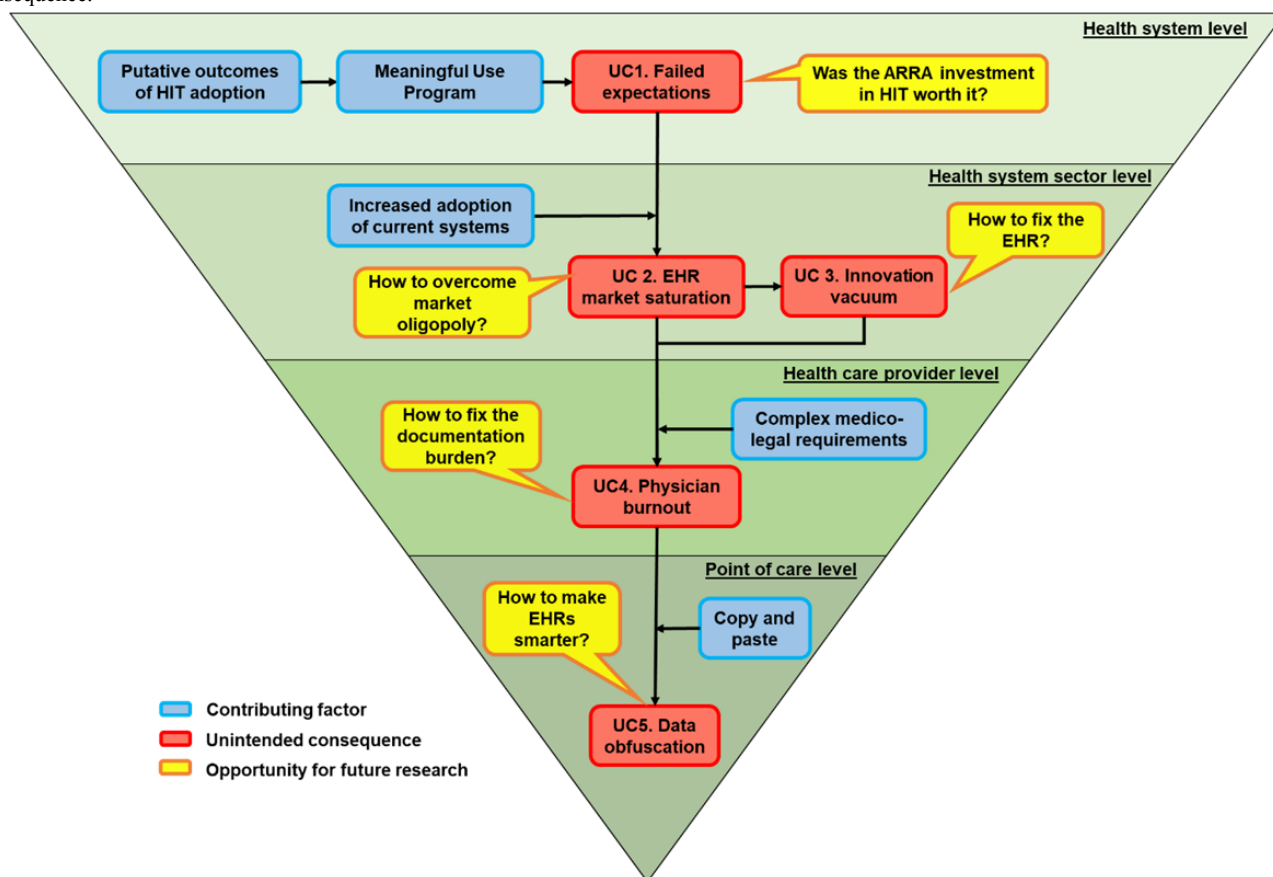 sequence.
Health system level
Putative outcomes
of HIT adoption
Meaningful Use
Program
UC1. Failed
expectations
Was the ARRA investment
in HIT worth it?
Health system sector level
Increased adoption
of current systems
How to fix the
EHR?
How to overcome
market
oligopoly?
UC 2. EHR
market saturation
UC 3. Innovation
vacuum
Health care provider level
How to fix the
documentation
burden?
Complex medico-
legal requirements
UC4. Physician
burnout
Point of care level
How to make
EHRs
smarter?
Copy and
paste
UC5. Data
obfuscation
Contributing factor
Unintended consequence
Opportunity for future research